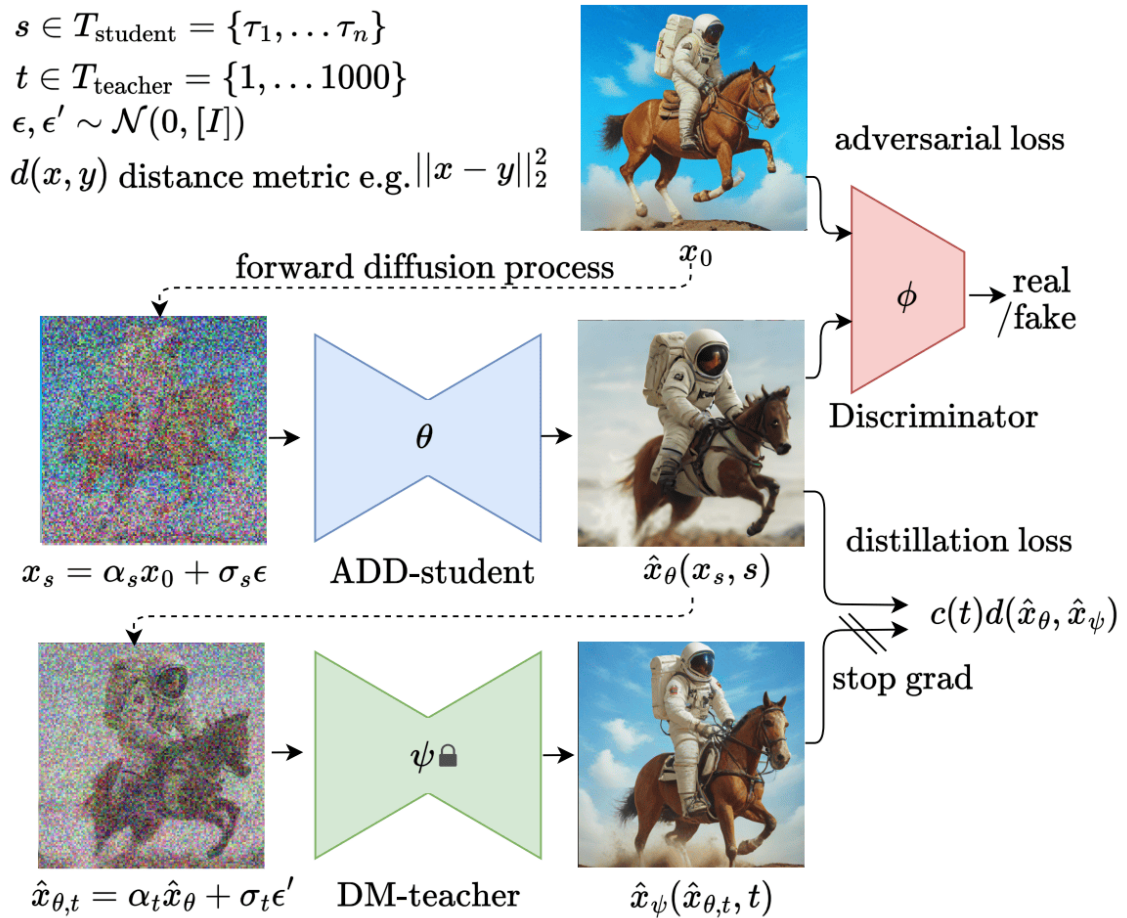 s ∈ T_student = {τ_1, … τ_n}
t ∈ T_teacher = {1, … 1000}
ϵ, ϵ′ ∼ 𝒩(0, [I])
d(x, y) distance metric e.g. ||x − y||_2^2
adversarial loss
x_0
forward diffusion process
ϕ
real
/fake
Discriminator
θ
x_s = α_s x_0 + σ_s ϵ
ADD-student
x̂_θ(x_s, s)
distillation loss
c(t)d(x̂_θ, x̂_ψ)
stop grad
ψ
x̂_{θ,t} = α_t x̂_θ + σ_t ϵ′
DM-teacher
x̂_ψ(x̂_{θ,t}, t)